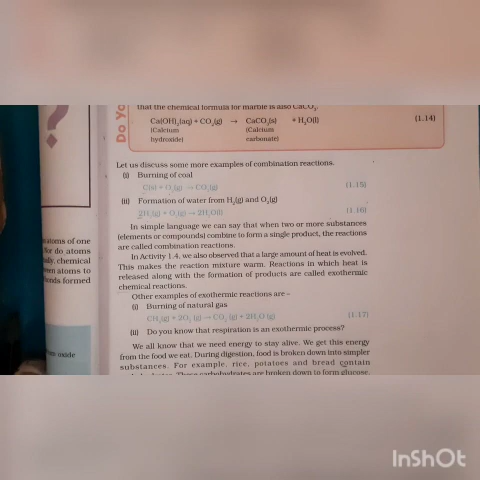 Do Yo
that the chemical formula for marble is also CaCO₃.
Ca(OH)₂(aq) + CO₂(g) → CaCO₃(s) + H₂O(l) (1.14)
(Calcium (Calcium
hydroxide) carbonate)
Let us discuss some more examples of combination reactions.
(i) Burning of coal
C(s) + O₂(g) → CO₂(g) (1.15)
(ii) Formation of water from H₂(g) and O₂(g)
2H₂(g) + O₂(g) → 2H₂O(l) (1.16)
In simple language we can say that when two or more substances
(elements or compounds) combine to form a single product, the reactions
are called combination reactions.
In Activity 1.4, we also observed that a large amount of heat is evolved.
This makes the reaction mixture warm. Reactions in which heat is
released along with the formation of products are called exothermic
chemical reactions.
Other examples of exothermic reactions are –
(i) Burning of natural gas
CH₄(g) + 2O₂ (g) → CO₂ (g) + 2H₂O (g) (1.17)
(ii) Do you know that respiration is an exothermic process?
We all know that we need energy to stay alive. We get this energy
from the food we eat. During digestion, food is broken down into simpler
substances. For example, rice, potatoes and bread contain
These carbohydrates are broken down to form glucose.
?
atoms of one
do atoms
chemical
atoms to
formed
oxide
InShOt